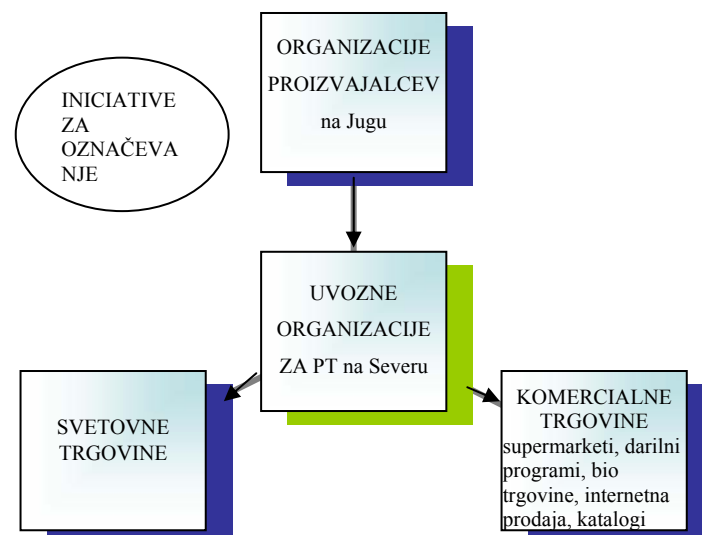 ORGANIZACIJE
PROIZVAJALCEV
na Jugu
INICIATIVE
ZA
OZNAČEVA
NJE
UVOZNE
ORGANIZACIJE
ZA PT na Severu
SVETOVNE
TRGOVINE
KOMERCIALNE
TRGOVINE
supermarketi, darilni
programi, bio
trgovine, internetna
prodaja, katalogi